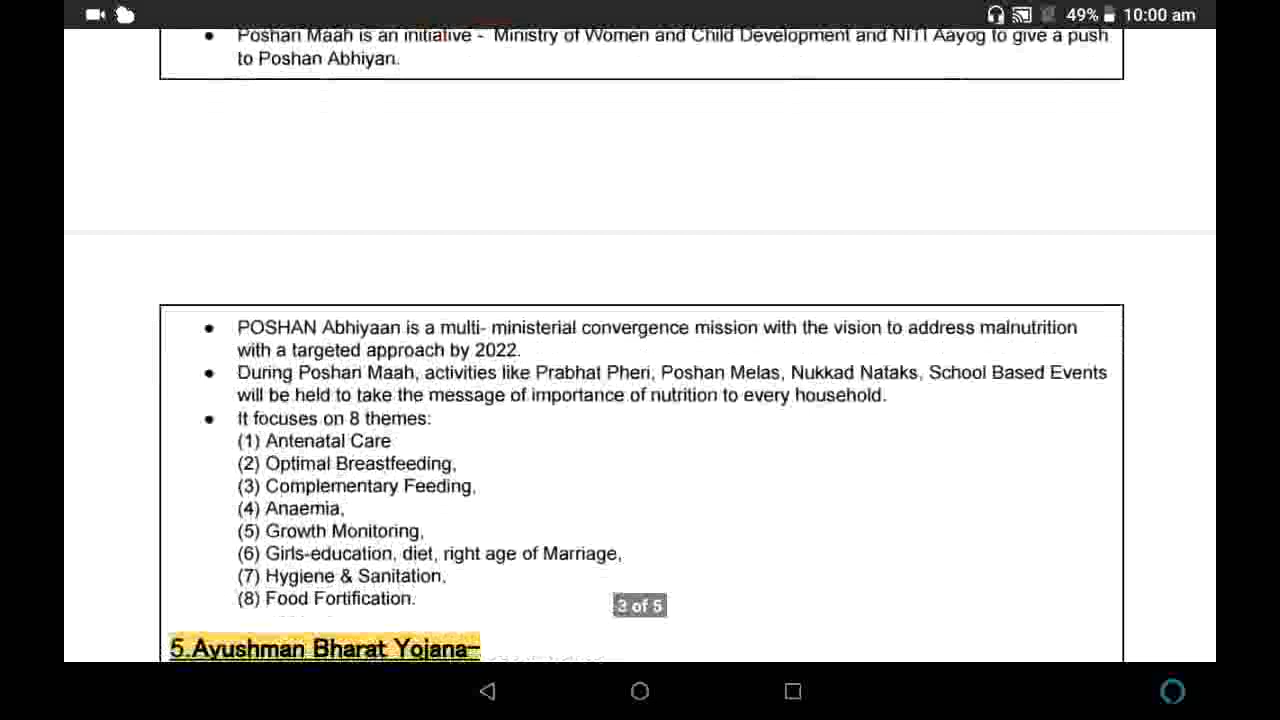 49% 10:00 am
• Poshan Maah is an initiative - Ministry of Women and Child Development and NITI Aayog to give a push
to Poshan Abhiyan.
• POSHAN Abhiyaan is a multi- ministerial convergence mission with the vision to address malnutrition
with a targeted approach by 2022.
• During Poshan Maah, activities like Prabhat Pheri, Poshan Melas, Nukkad Nataks, School Based Events
will be held to take the message of importance of nutrition to every household.
• It focuses on 8 themes:
(1) Antenatal Care
(2) Optimal Breastfeeding,
(3) Complementary Feeding,
(4) Anaemia,
(5) Growth Monitoring,
(6) Girls-education, diet, right age of Marriage,
(7) Hygiene & Sanitation,
(8) Food Fortification.
3 of 5
5.Ayushman Bharat Yojana-